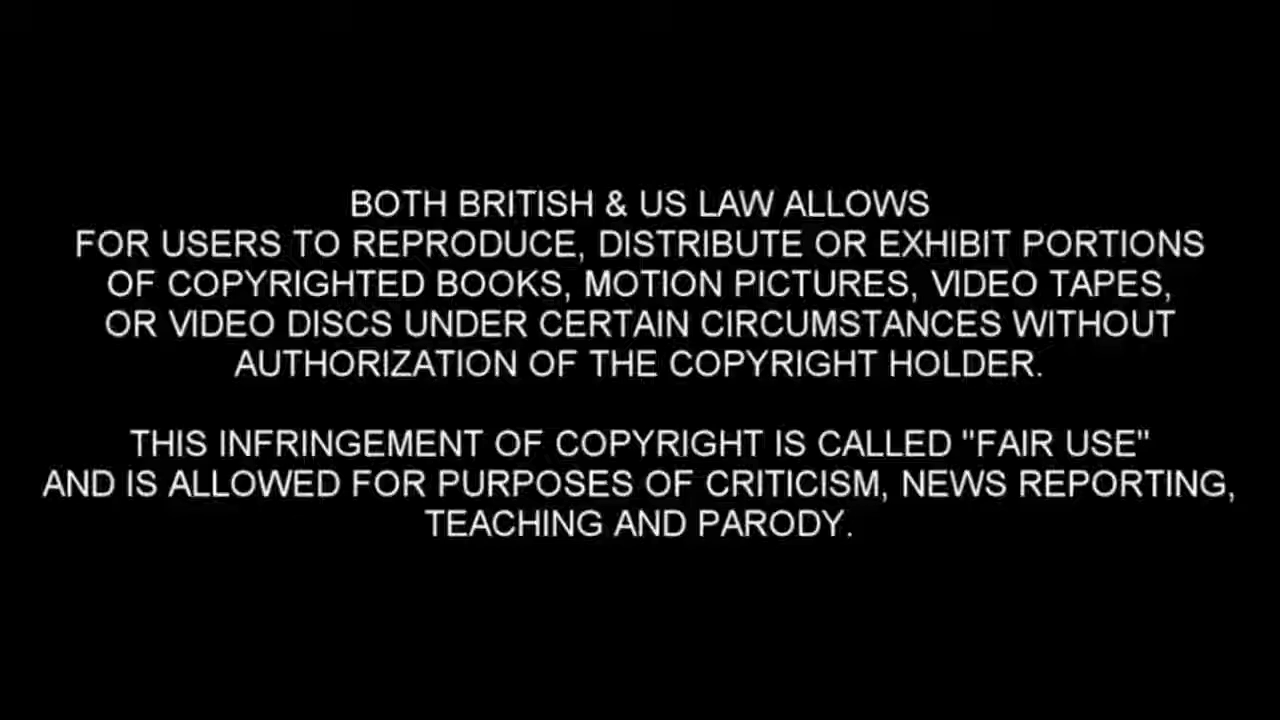 BOTH BRITISH & US LAW ALLOWS
FOR USERS TO REPRODUCE, DISTRIBUTE OR EXHIBIT PORTIONS
OF COPYRIGHTED BOOKS, MOTION PICTURES, VIDEO TAPES,
OR VIDEO DISCS UNDER CERTAIN CIRCUMSTANCES WITHOUT
AUTHORIZATION OF THE COPYRIGHT HOLDER.
THIS INFRINGEMENT OF COPYRIGHT IS CALLED "FAIR USE"
AND IS ALLOWED FOR PURPOSES OF CRITICISM, NEWS REPORTING,
TEACHING AND PARODY.